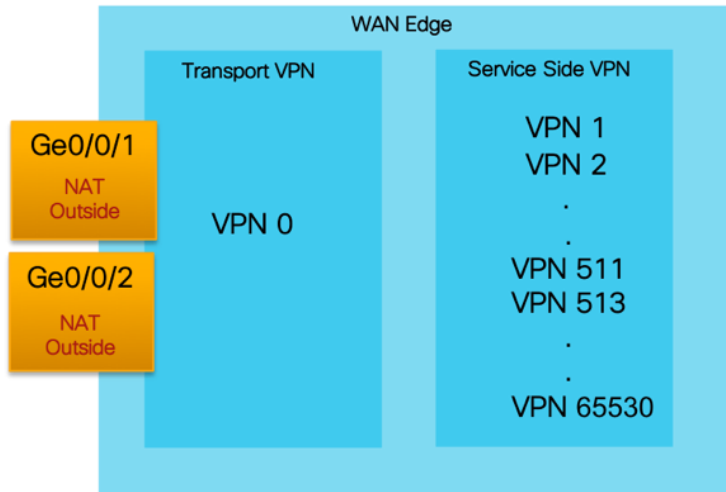 WAN Edge
Transport VPN
Service Side VPN
Ge0/0/1
NAT
Outside
Ge0/0/2
NAT
Outside
VPN 0
VPN 1
VPN 2
.
.
VPN 511
VPN 513
.
.
VPN 65530